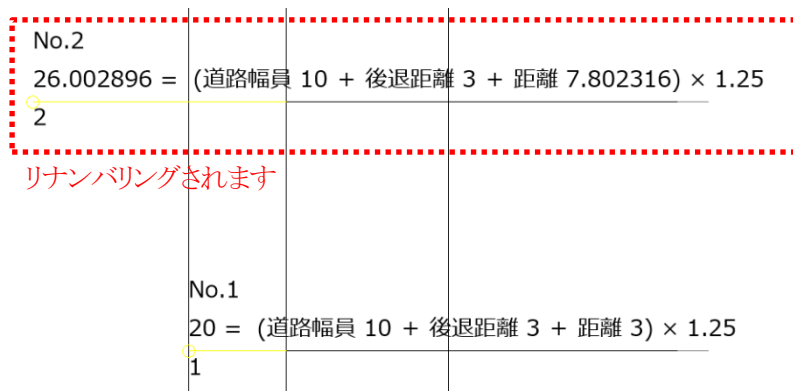 No.2
26.002896 = (道路幅員 10 + 後退距離 3 + 距離 7.802316) × 1.25
2
リナンバリングされます
No.1
20 = (道路幅員 10 + 後退距離 3 + 距離 3) × 1.25
1